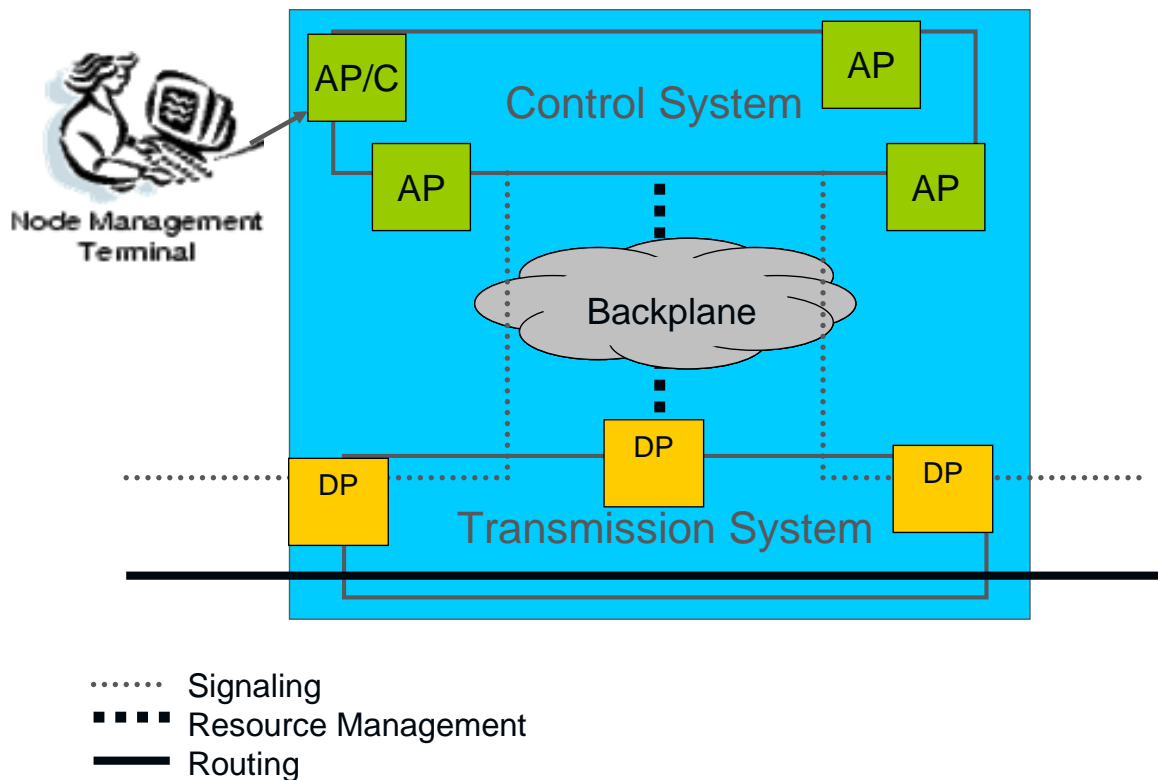 AP/C
AP
Control System
AP
AP
Node Management
Terminal
Backplane
DP
DP
DP
Transmission System
Signaling
Resource Management
Routing